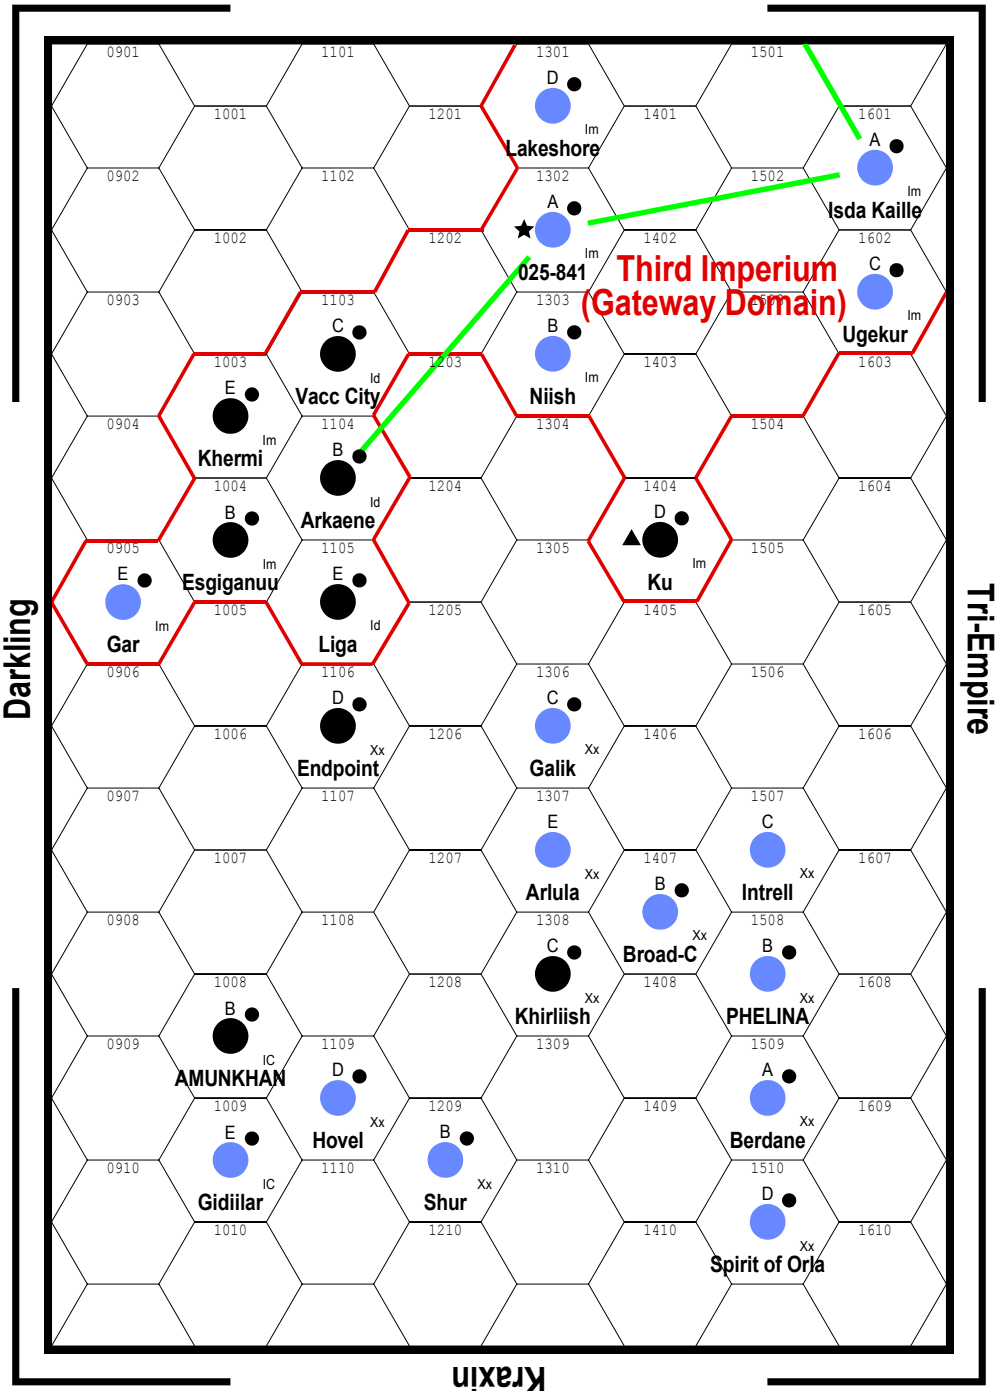 0901 1101 1301 1501
D
1001 1201 Im 1401 1601
Lakeshore A
0902 1102 1302 1502
A Im
Isda Kaille
1002 1202 Im 1402 1602
025-841 Third Imperium C
0903 1103 1303 (Gateway Domain)
C B Im
Ugekur
1003 Id 1203 Im 1403 1603
E Vacc City Niish
0904 1104 1304 1504
Im B
Khermi
1004 Id 1204 1404 1604
B Arkaene D
0905 1105 1305 1505
E Im E Im
Esgiganuu Ku
Im 1005 Id 1205 1405 1605
Gar Liga
0906 1106 1306 1506
D C
1006 Xx 1206 Xx 1406 1606
Endpoint Galik
0907 1107 1307 1507
E C
1007 1207 Xx 1407 Xx 1607
Arlula B Intrell
0908 1108 1308 1508
C Xx B
Broad-C
1008 1208 Xx 1408 Xx 1608
B Khirliish PHELINA
0909 1109 1309 1509
IC D A
AMUNKHAN
1009 Xx 1209 1409 Xx 1609
E Hovel B Berdane
0910 1110 1310 1510
IC Xx D
Gidiilar Shur
1010 1210 1410 Xx 1610
Spirit of Orla
Darkling
Tri-Empire
Kraxin